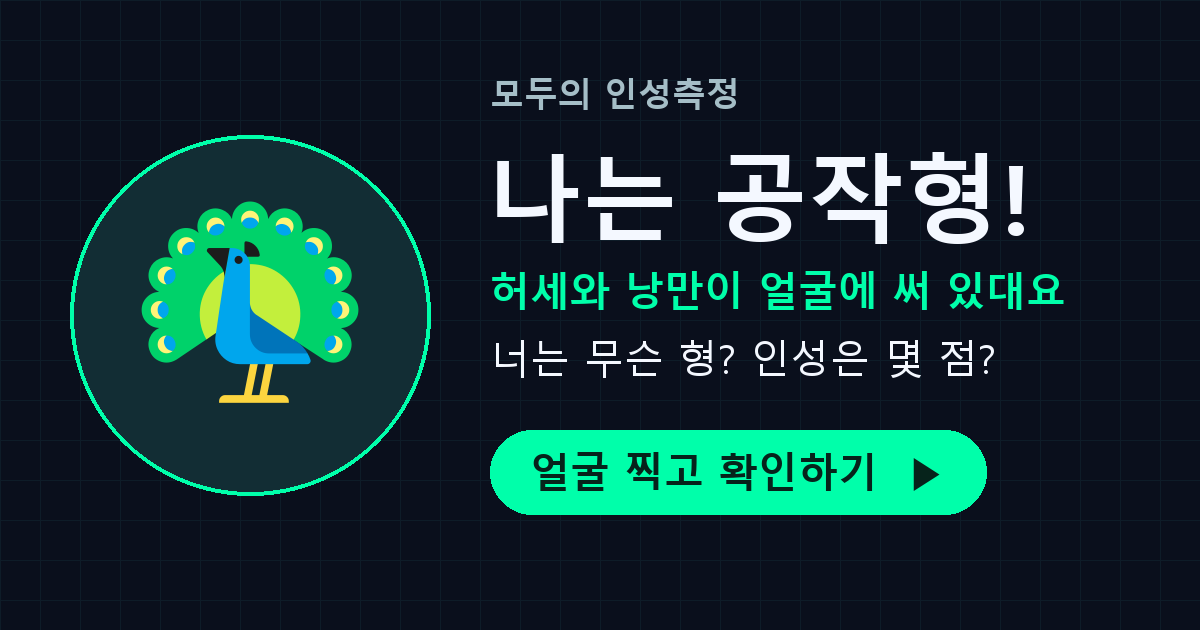 모두의 인성측정
나는 공작형!
허세와 낭만이 얼굴에 써 있대요
너는 무슨 형? 인성은 몇 점?
얼굴 찍고 확인하기 ▶